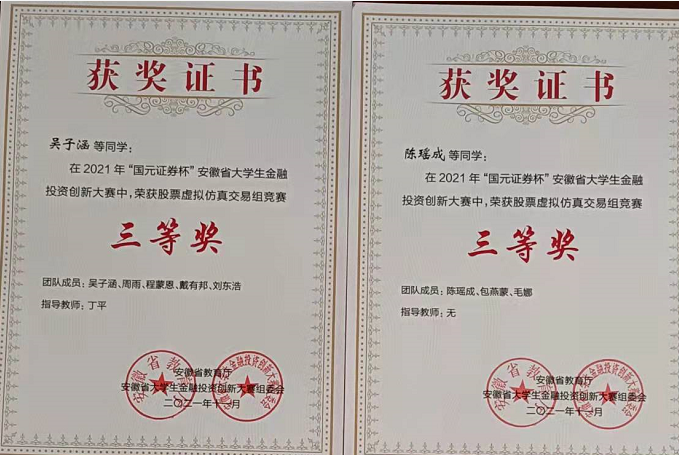 获奖证书
吴子涵 等同学:
在2021年“国元证券杯”安徽省大学生金融
投资创新大赛中,荣获股票虚拟仿真交易组竞赛
三等奖
团队成员:吴子涵、周雨、程蒙恩、戴有邦、刘东浩
指导教师:丁平
安徽省教育厅
安徽省大学生金融投资创新大赛组委会
二〇二一年十 月
获奖证书
陈瑶成 等同学:
在2021年“国元证券杯”安徽省大学生金融
投资创新大赛中,荣获股票虚拟仿真交易组竞赛
三等奖
团队成员:陈瑶成、包燕蒙、毛娜
指导教师:无
安徽省教育厅
安徽省大学生金融投资创新大赛组委会
二〇二一年十 月